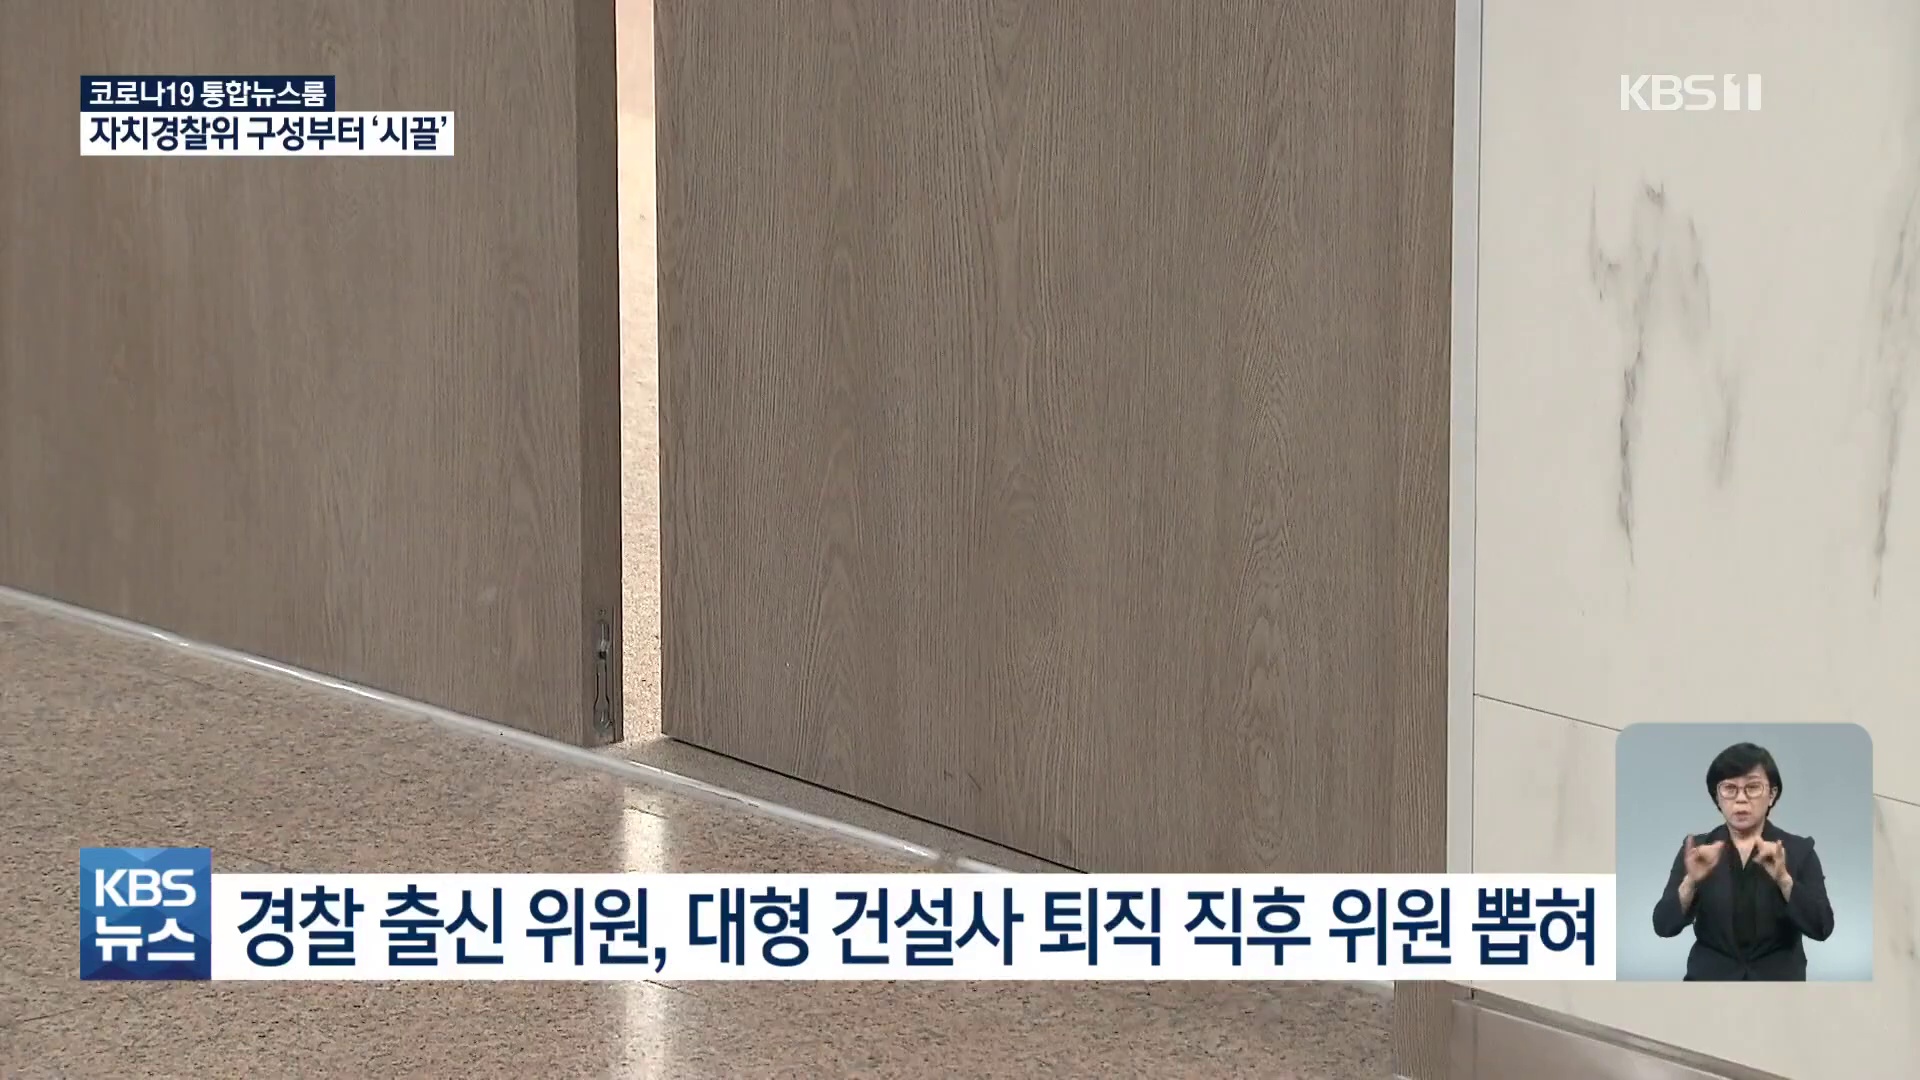 코로나19 통합뉴스룸
자치경찰위 구성부터 ‘시끌’
KBS 1
KBS
뉴스
경찰 출신 위원, 대형 건설사 퇴직 직후 위원 뽑혀